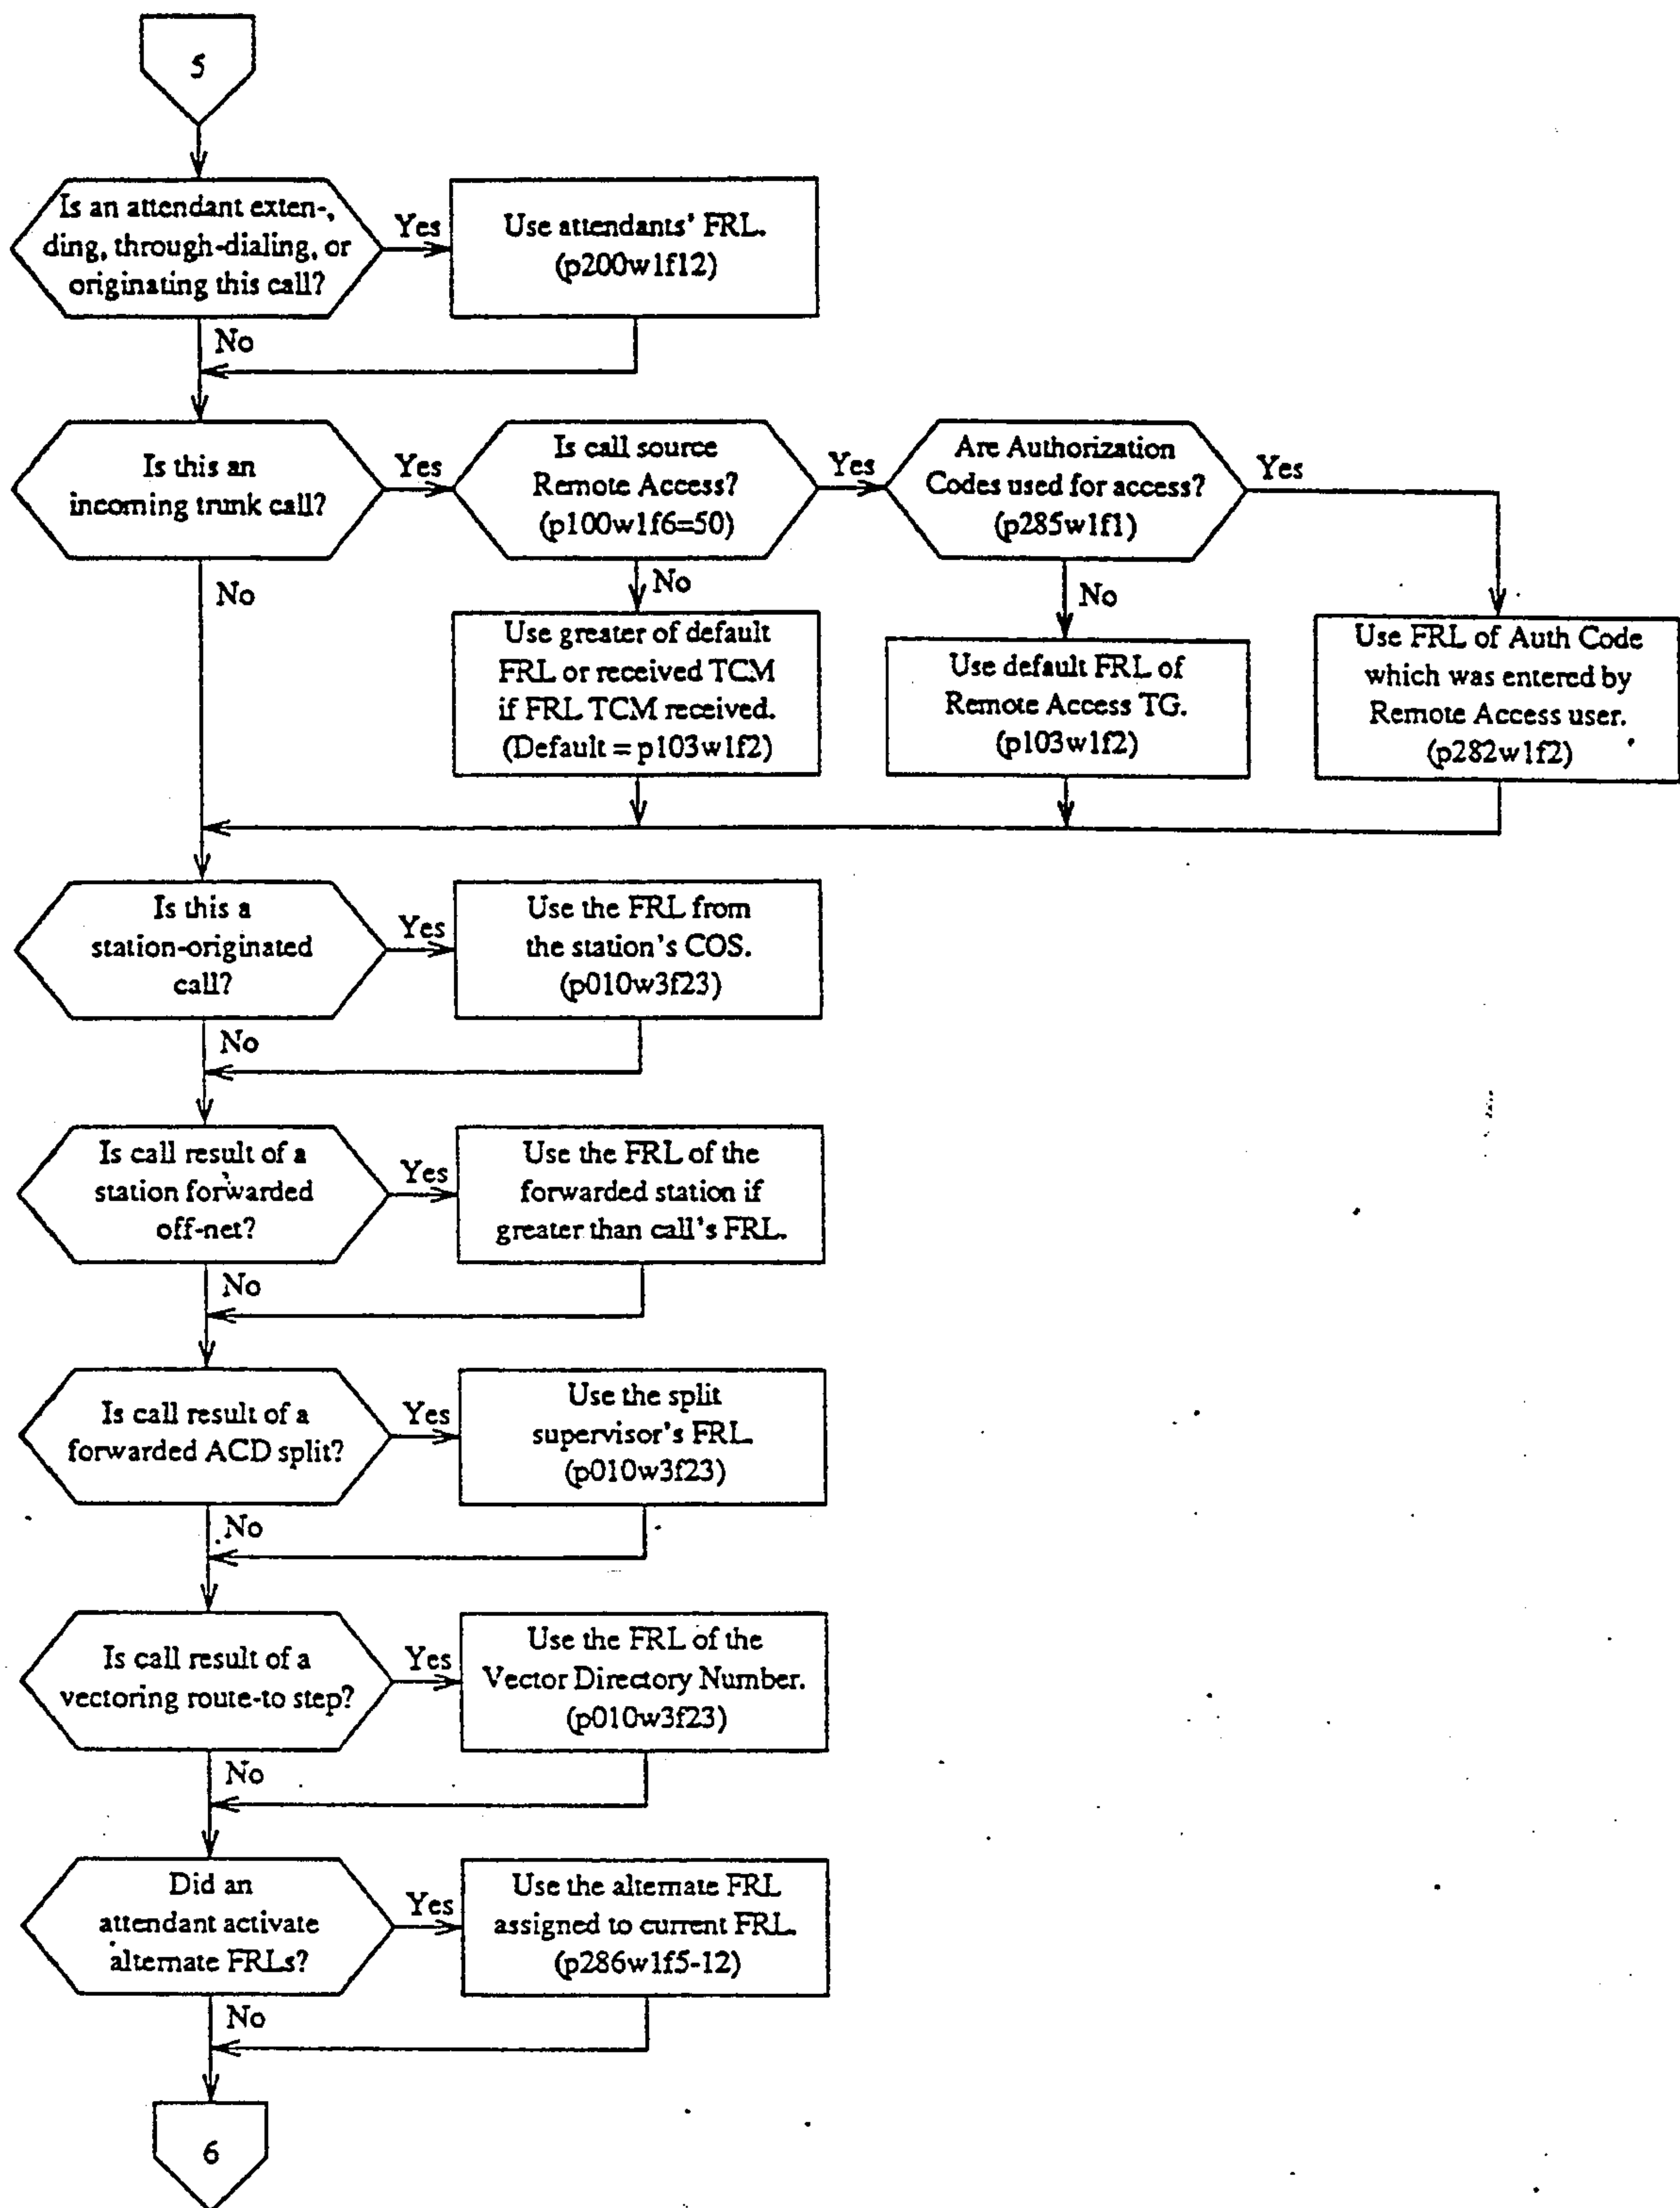 5
Is an attendant exten-,
ding, through-dialing, or
originating this call?
Yes
Use attendants' FRL.
(p200w1f12)
No
Is this an
incoming trunk call?
Yes
Is call source
Remote Access?
(p100w1f6=50)
Yes
Are Authorization
Codes used for access?
(p285w1f1)
Yes
No
No
No
Use greater of default
FRL or received TCM
if FRL TCM received.
(Default = p103w1f2)
Use default FRL of
Remote Access TG.
(p103w1f2)
Use FRL of Auth Code
which was entered by
Remote Access user.
(p282w1f2)
Is this a
station-originated
call?
Yes
Use the FRL from
the station's COS.
(p010w3f23)
No
Is call result of a
station forwarded
off-net?
Yes
Use the FRL of the
forwarded station if
greater than call's FRL.
No
Is call result of a
forwarded ACD split?
Yes
Use the split
supervisor's FRL.
(p010w3f23)
No
Is call result of a
vectoring route-to step?
Yes
Use the FRL of the
Vector Directory Number.
(p010w3f23)
No
Did an
attendant activate
alternate FRLs?
Yes
Use the alternate FRL
assigned to current FRL.
(p286w1f5-12)
No
6